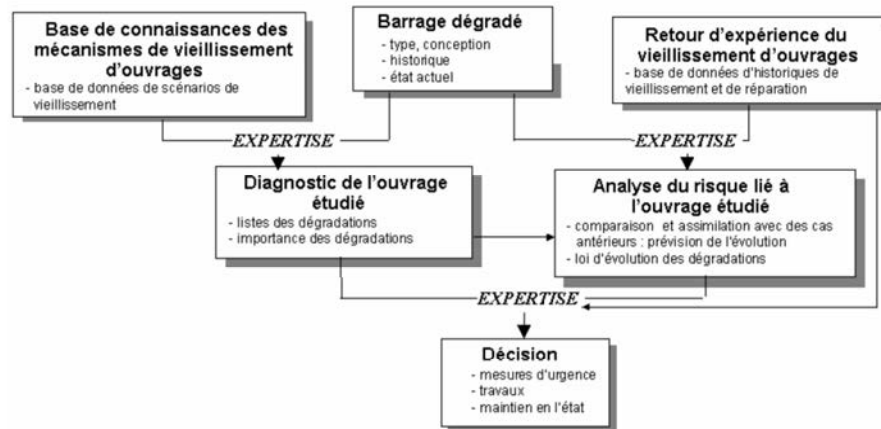 Base de connaissances des
mécanismes de vieillissement
d'ouvrages
- base de données de scénarios de
vieillissement
Barrage dégradé
- type, conception
- historique
- état actuel
Retour d'expérience du
vieillissement d'ouvrages
- base de données d'historiques de
vieillissement et de réparation
EXPERTISE
EXPERTISE
Diagnostic de l'ouvrage
étudié
- listes des dégradations
- importance des dégradations
Analyse du risque lié à
l'ouvrage étudié
- comparaison et assimilation avec des cas
antérieurs : prévision de l'évolution
- loi d'évolution des dégradations
EXPERTISE
Décision
- mesures d'urgence
- travaux
- maintien en l'état